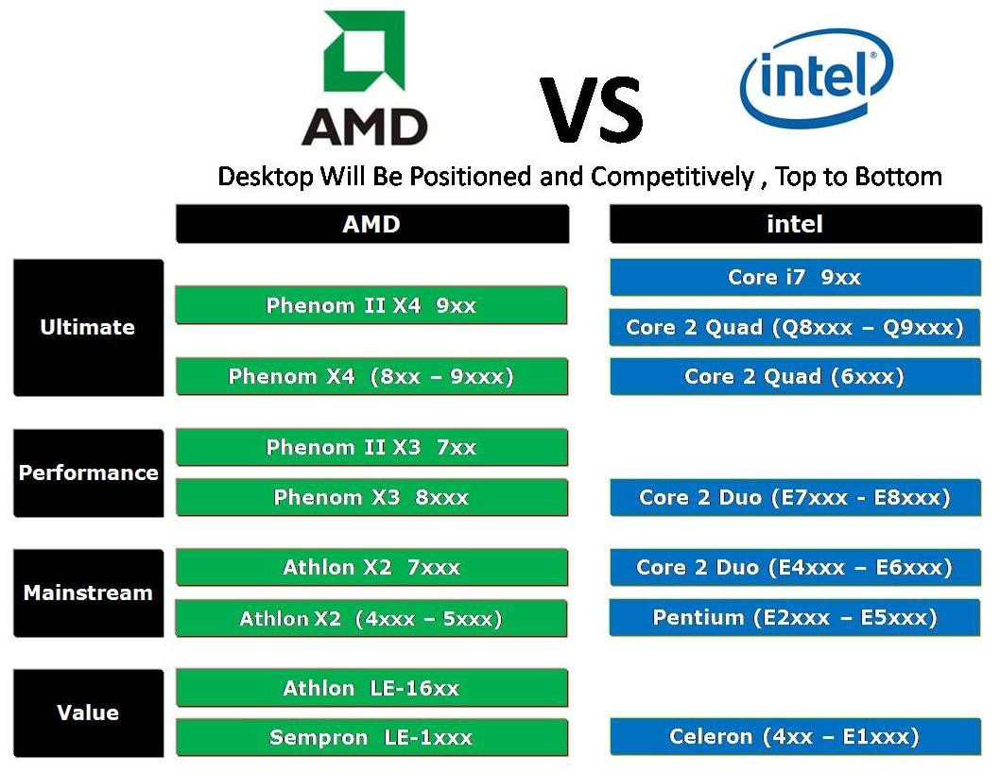 AMD
VS
intel®
Desktop Will Be Positioned and Competitively , Top to Bottom
AMD
intel
Ultimate
Phenom II X4 9xx
Phenom X4 (8xx – 9xxx)
Core i7 9xx
Core 2 Quad (Q8xxx – Q9xxx)
Core 2 Quad (6xxx)
Performance
Phenom II X3 7xx
Phenom X3 8xxx
Core 2 Duo (E7xxx - E8xxx)
Mainstream
Athlon X2 7xxx
Athlon X2 (4xxx – 5xxx)
Core 2 Duo (E4xxx – E6xxx)
Pentium (E2xxx – E5xxx)
Value
Athlon LE-16xx
Sempron LE-1xxx
Celeron (4xx – E1xxx)